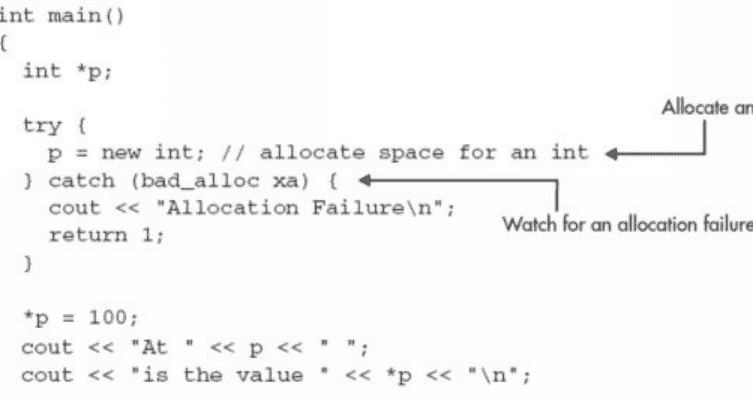 int main()
{
int *p;
Allocate an
try {
p = new int; // allocate space for an int
} catch (bad_alloc xa) {
cout << "Allocation Failure\n";
Watch for an allocation failure
return 1;
}
*p = 100;
cout << "At " << p << " ";
cout << "is the value " << *p << "\n";